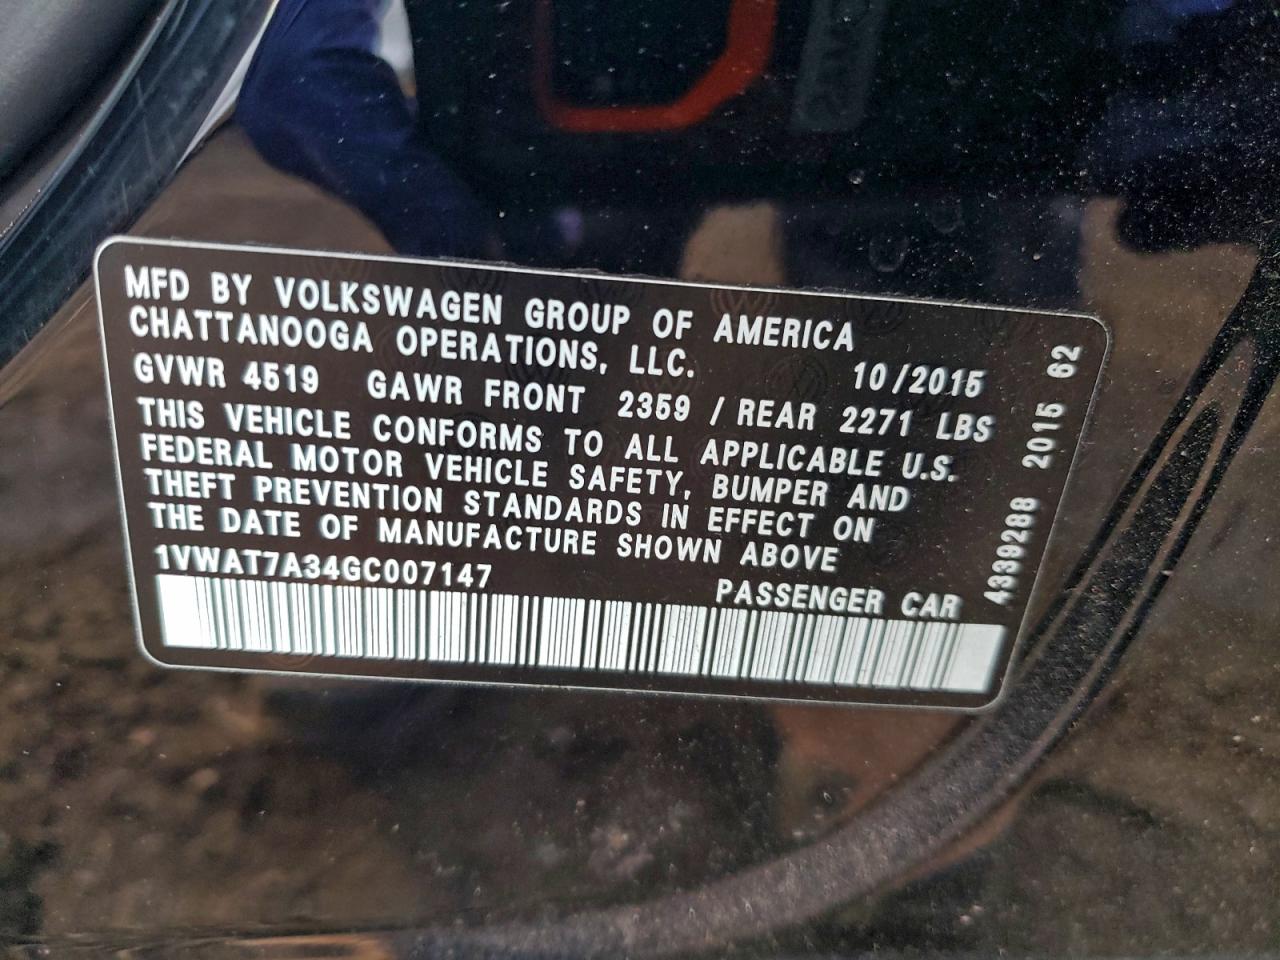 MFD BY VOLKSWAGEN GROUP OF AMERICA
CHATTANOOGA OPERATIONS, LLC.
10/2015
GVWR 4519 GAWR FRONT 2359 / REAR 2271 LBS
THIS VEHICLE CONFORMS TO ALL APPLICABLE U.S.
FEDERAL MOTOR VEHICLE SAFETY, BUMPER AND
THEFT PREVENTION STANDARDS IN EFFECT ON
THE DATE OF MANUFACTURE SHOWN ABOVE
1VWAT7A34GC007147
PASSENGER CAR
4339288 2015 62